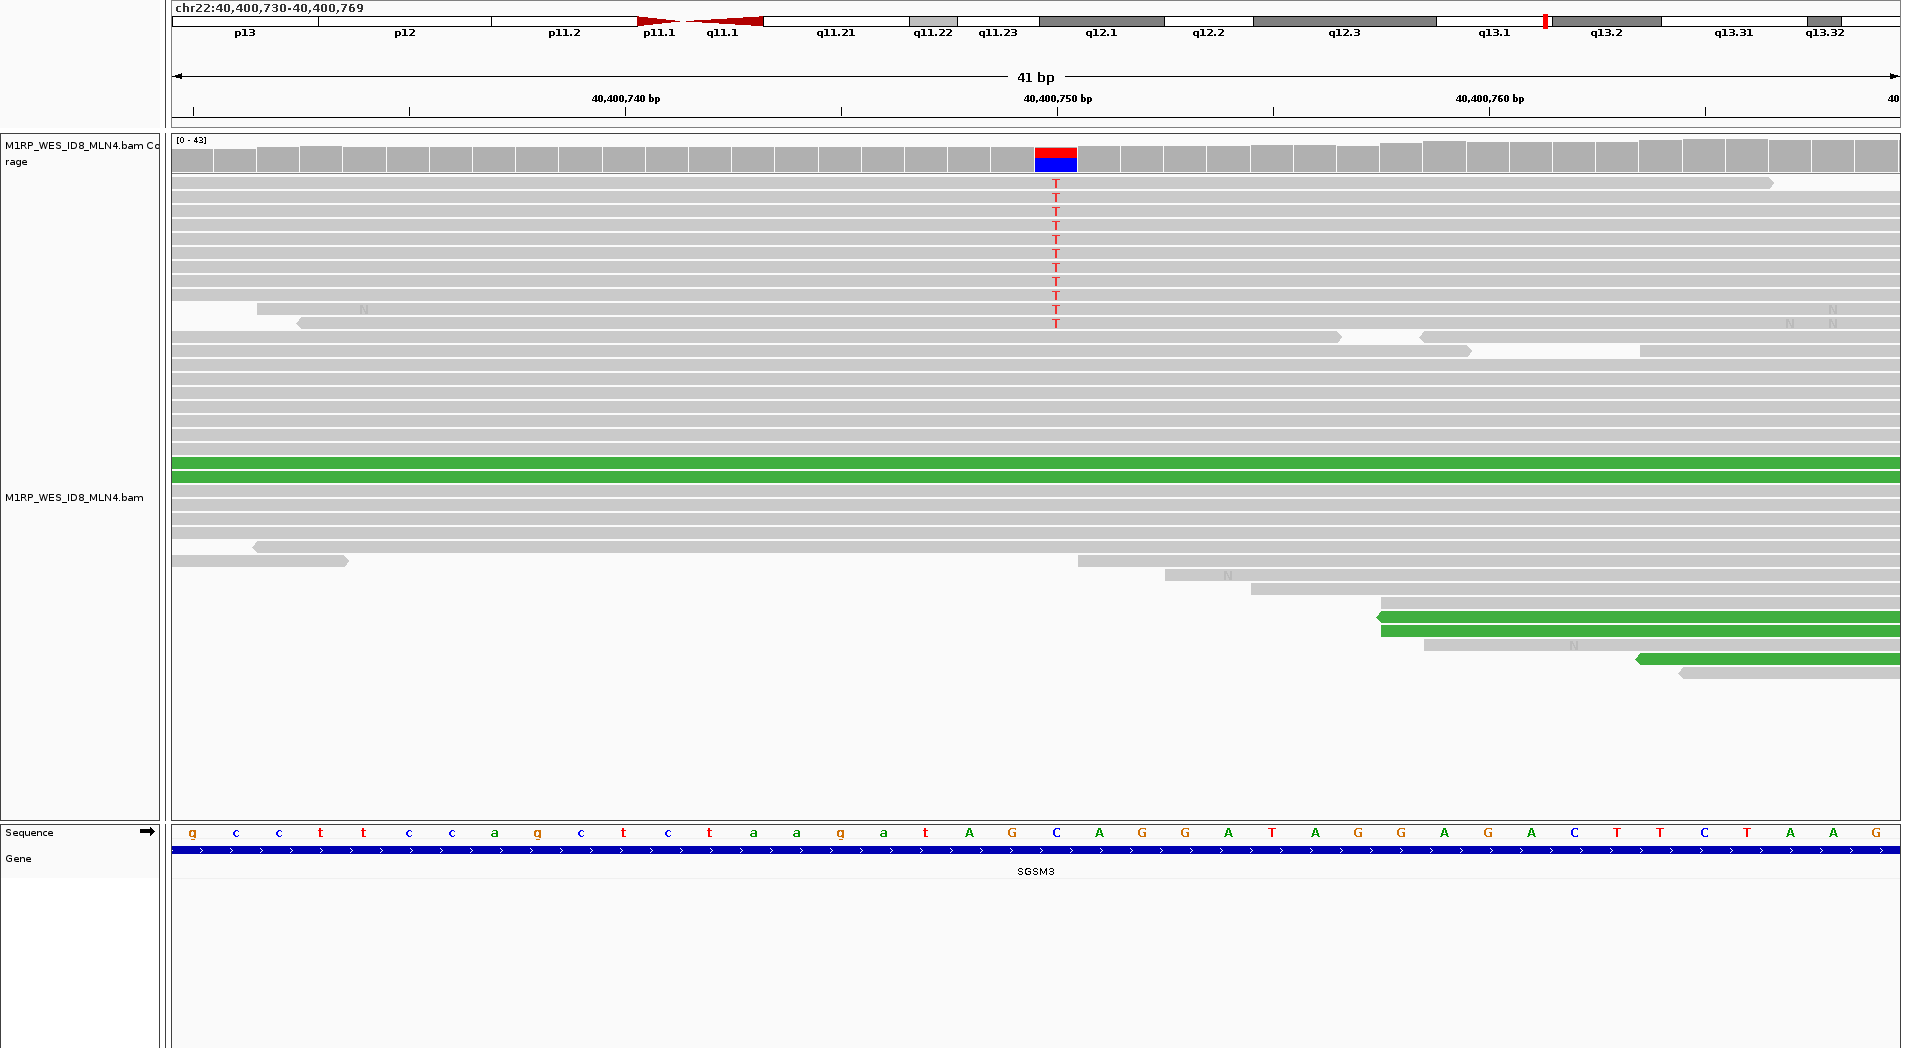 chr22:40,400,730-40,400,769
p13 p12 p11.2 p11.1 q11.1 q11.21 q11.22 q11.23 q12.1 q12.2 q12.3 q13.1 q13.2 q13.31 q13.32
41 bp
40,400,740 bp 40,400,750 bp 40,400,760 bp 40
[0 - 43]
M1RP_WES_ID8_MLN4.bam Co
rage
T
T
T
T
T
T
T
T
T
N T N
T N N
M1RP_WES_ID8_MLN4.bam
N
N
Sequence g c c t t c c a g c t c t a a g a t A G C A G G A T A G G A G A C T T C T A A G
Gene
SGSM3